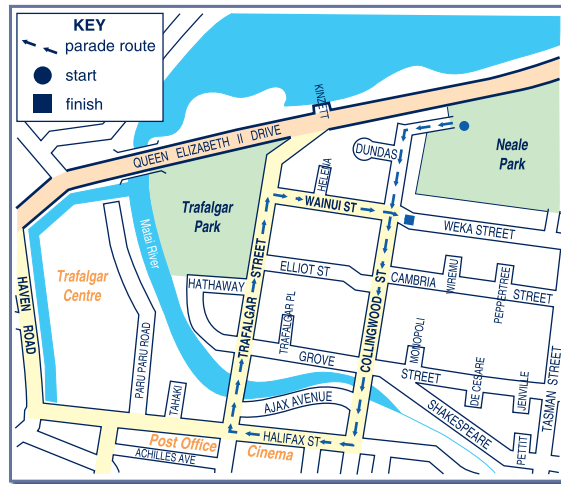 KEY
parade route
start
finish
KINZETT
QUEEN ELIZABETH II DRIVE
Neale
Park
DUNDAS
HELENA
WAINUI ST
Trafalgar
Park
WEKA STREET
Matai River
ELLIOT ST
CAMBRIA
STREET
WIREMU
PEPPERTREE
HATHAWAY
Trafalgar
Centre
HAVEN ROAD
PARU PARU ROAD
TRAFALGAR STREET
TRAFALGAR PL
COLLINGWOOD ST
GROVE
STREET
MONOPOLI
DE CESARE
JENVILLE
TASMAN STREET
SHAKESPEARE
PETTIT
TAHAKI
AJAX AVENUE
HALIFAX ST
Post Office
Cinema
ACHILLES AVE